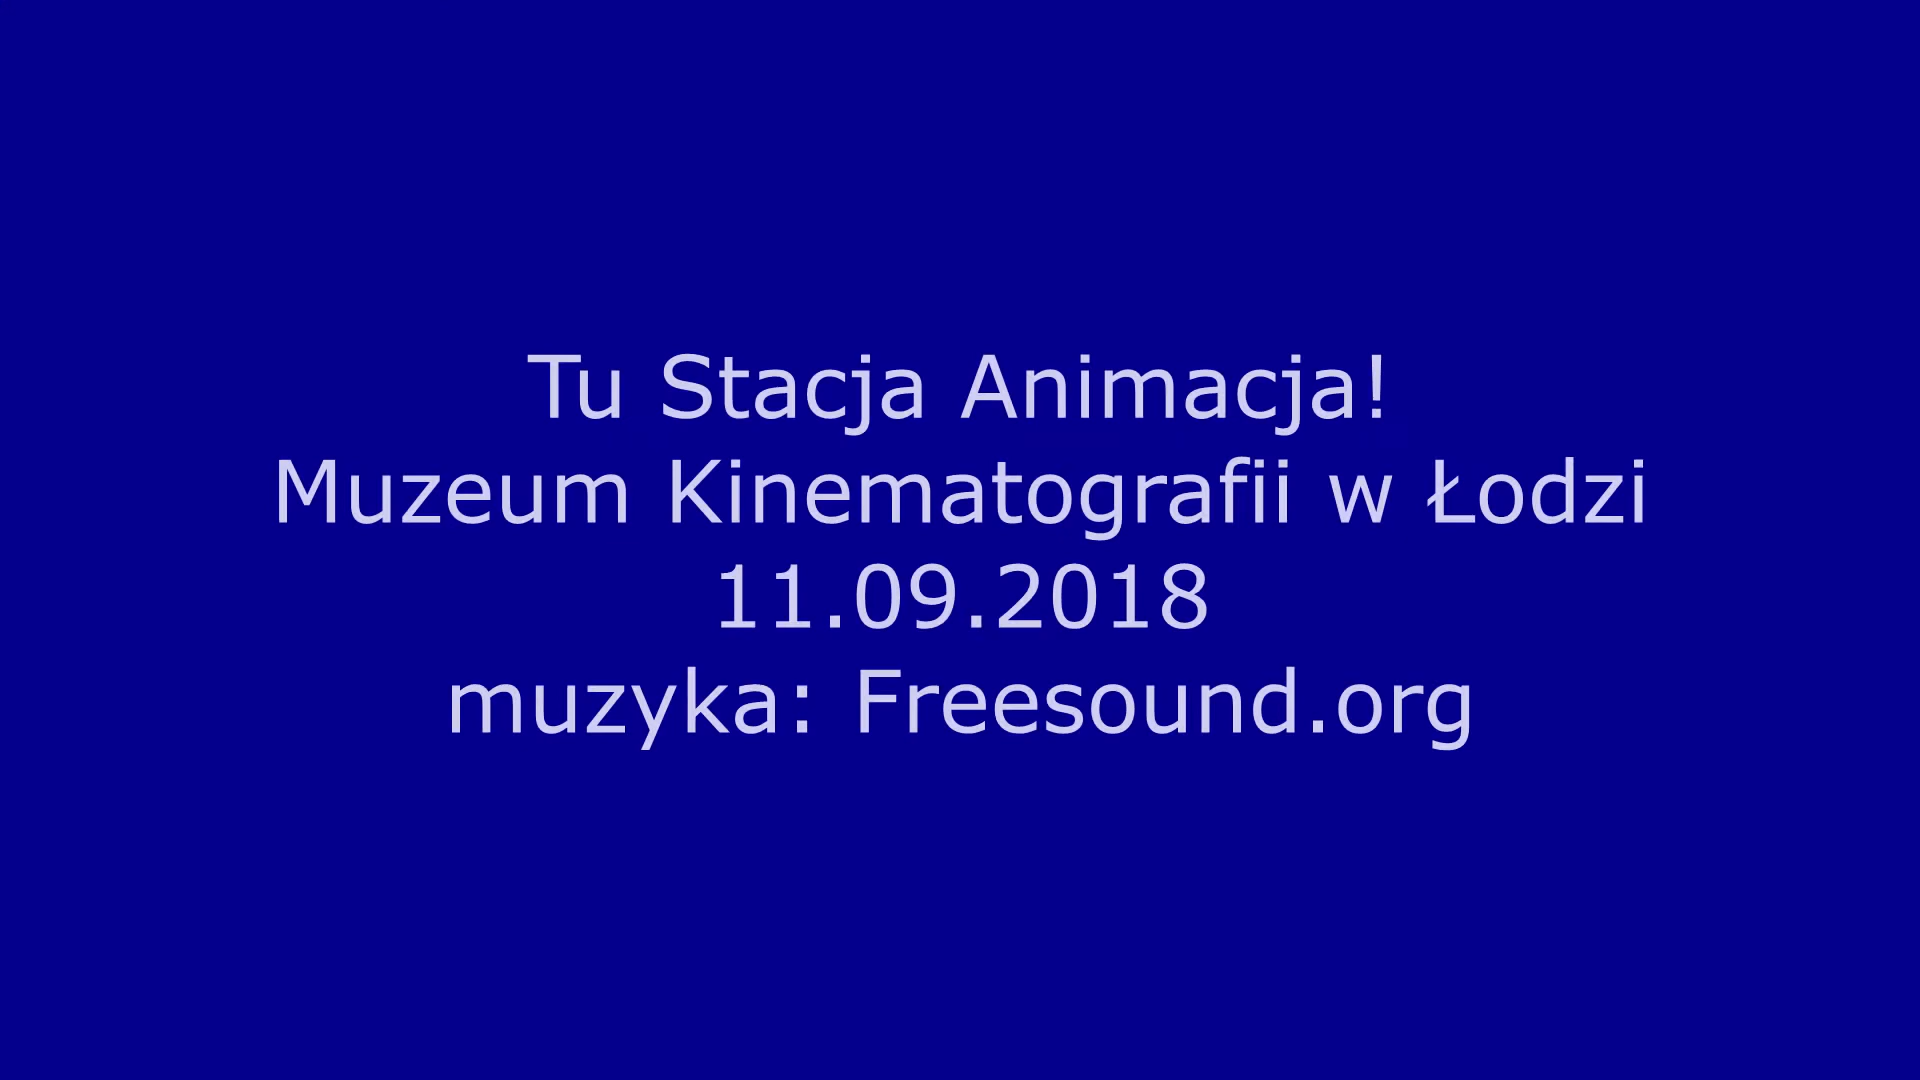 Tu Stacja Animacja!
Muzeum Kinematografii w Łodzi
11.09.2018
muzyka: Freesound.org